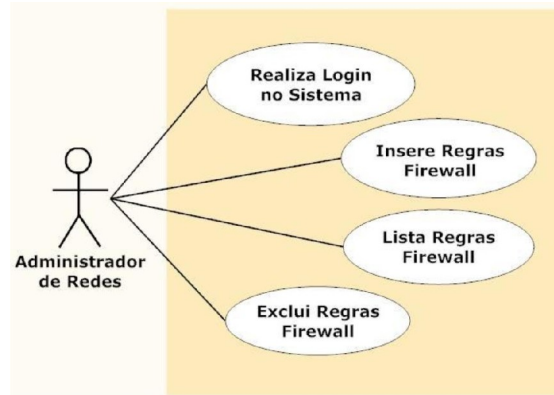 Realiza Login
no Sistema
Insere Regras
Firewall
Lista Regras
Firewall
Administrador
de Redes
Exclui Regras
Firewall